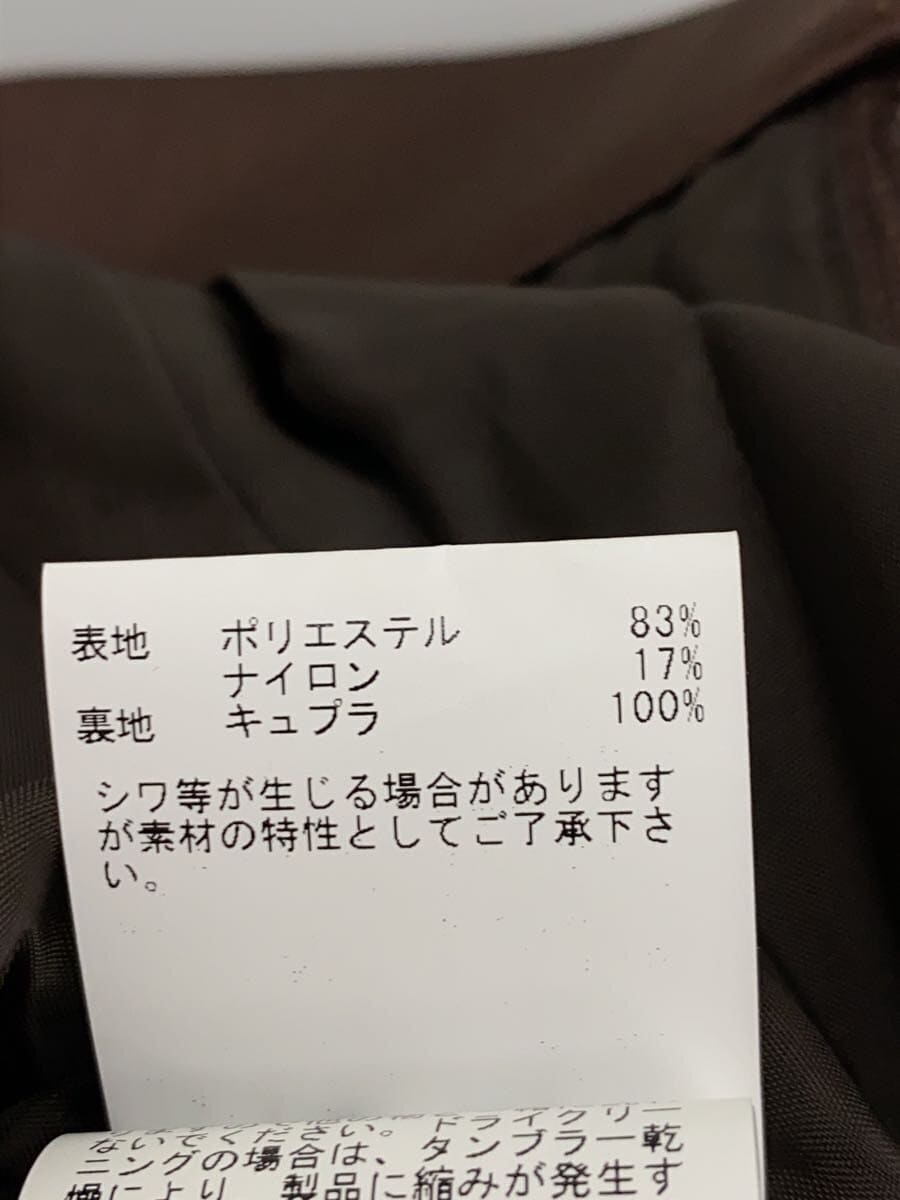 表地 ポリエステル 83%
ナイロン 17%
裏地 キュプラ 100%
シワ等が生じる場合があります
が素材の特性としてご了承下さ
い。
ないでください。ドライクリー
ニングの場合は、タンブラー乾
燥により、製品に縮みが発生す